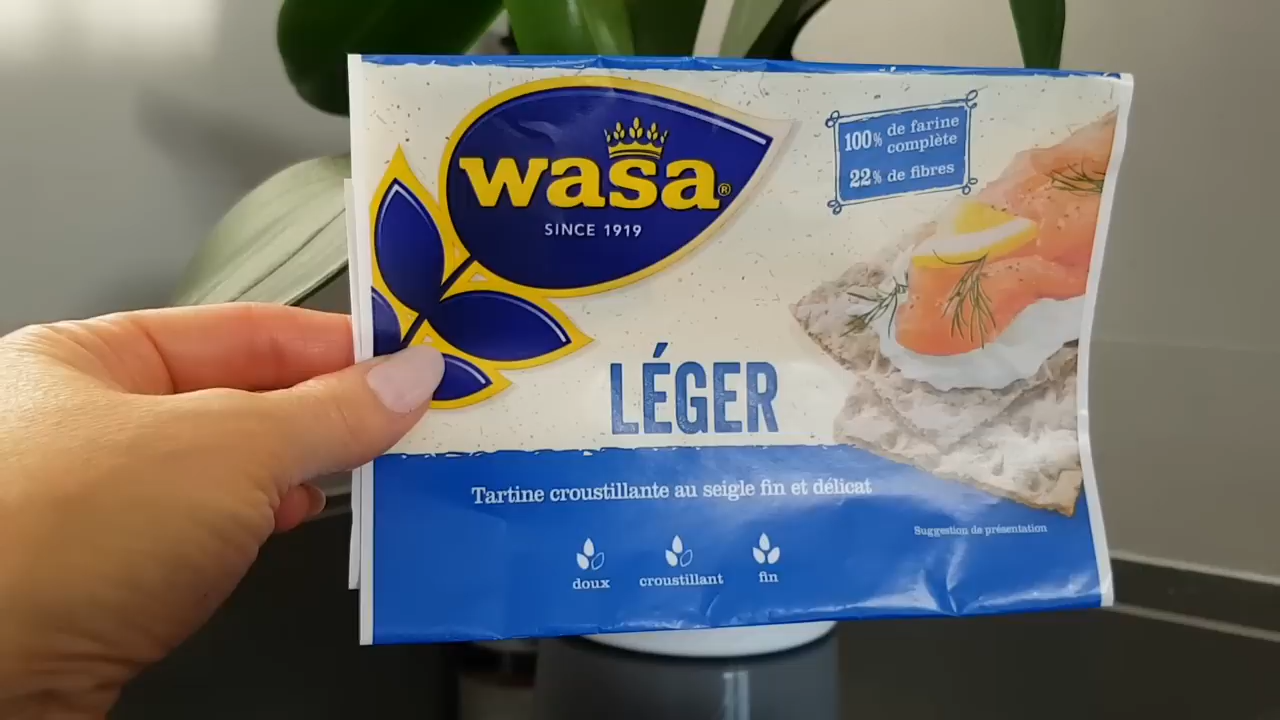 wasa®
SINCE 1919
100% de farine
complète
22% de fibres
LÉGER
Tartine croustillante au seigle fin et délicat
Suggestion de présentation
doux croustillant fin